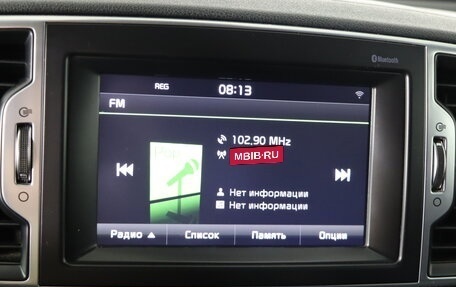 Bluetooth
REG 08:13
FM
102,90 MHz
MBIB.RU
Нет информации
Нет информации
Радио Список Память Опции